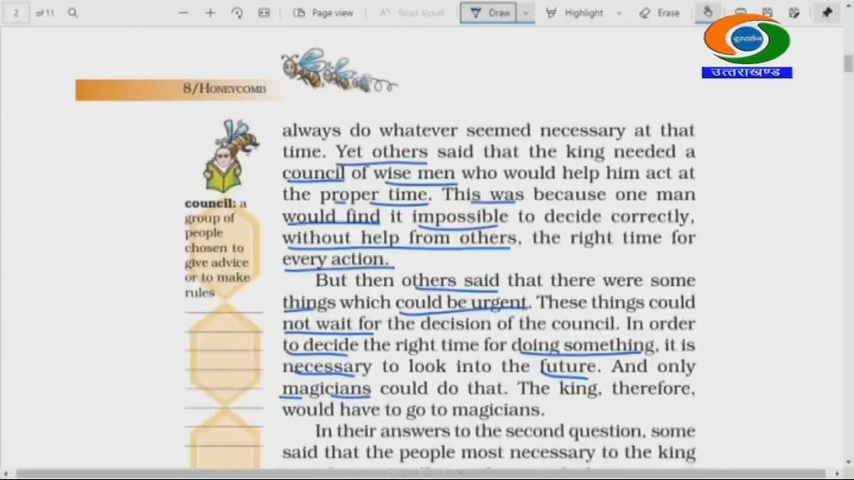 2 of 11
Page view
Read aloud
Draw
Highlight
Erase
दूरदर्शन
उत्तराखण्ड
8/HONEYCOMB
always do whatever seemed necessary at that
time. Yet others said that the king needed a
council of wise men who would help him act at
the proper time. This was because one man
would find it impossible to decide correctly,
without help from others, the right time for
every action.
council: a
group of
people
chosen to
give advice
or to make
rules
But then others said that there were some
things which could be urgent. These things could
not wait for the decision of the council. In order
to decide the right time for doing something, it is
necessary to look into the future. And only
magicians could do that. The king, therefore,
would have to go to magicians.
In their answers to the second question, some
said that the people most necessary to the king